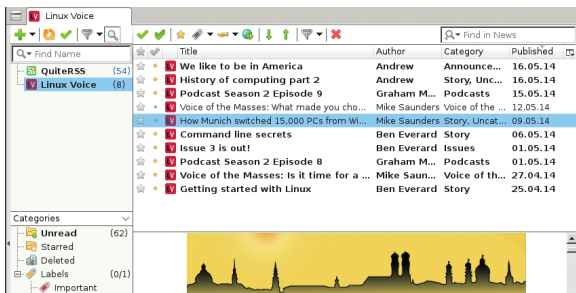 Linux Voice
Find Name
Find in News
QuiteRSS (54)
Linux Voice (8)
Title Author Category Published
We like to be in America Andrew Announce... 16.05.14
History of computing part 2 Andrew Story, Unc... 16.05.14
Podcast Season 2 Episode 9 Graham M... Podcasts 15.05.14
Voice of the Masses: What made you cho... Mike Saunders Voice of the ... 12.05.14
How Munich switched 15,000 PCs from Wi... Mike Saunders Story, Uncat... 09.05.14
Command line secrets Ben Everard Story 06.05.14
Issue 3 is out! Ben Everard Issues 01.05.14
Podcast Season 2 Episode 8 Graham M... Podcasts 01.05.14
Voice of the Masses: Is it time for a ... Mike Saun... Voice of th... 27.04.14
Getting started with Linux Ben Everard Story 25.04.14
Categories
Unread (62)
Starred
Deleted
Labels (0/1)
Important